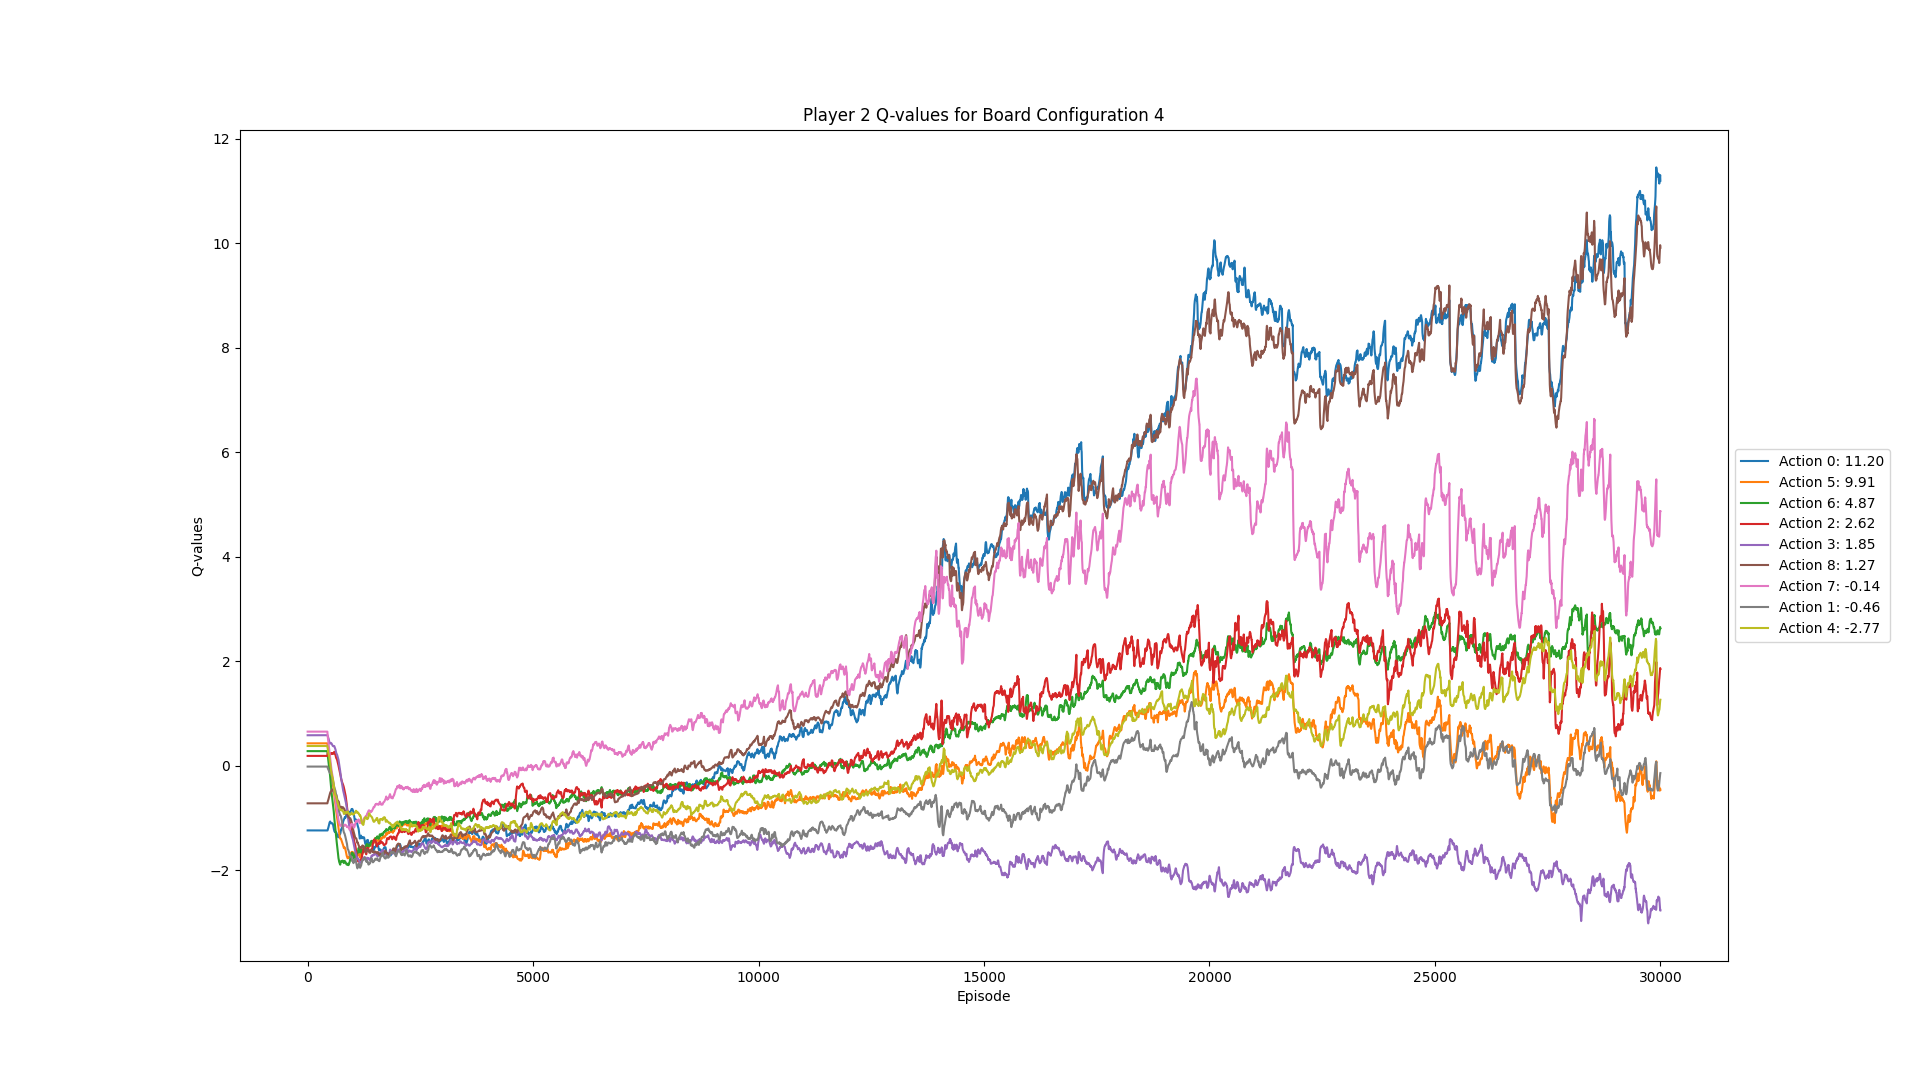 Player 2 Q-values for Board Configuration 4
12
10
8
6
4
2
0
−2
Q-values
0
5000
10000
15000
20000
25000
30000
Episode
Action 0: 11.20
Action 5: 9.91
Action 6: 4.87
Action 2: 2.62
Action 3: 1.85
Action 8: 1.27
Action 7: -0.14
Action 1: -0.46
Action 4: -2.77